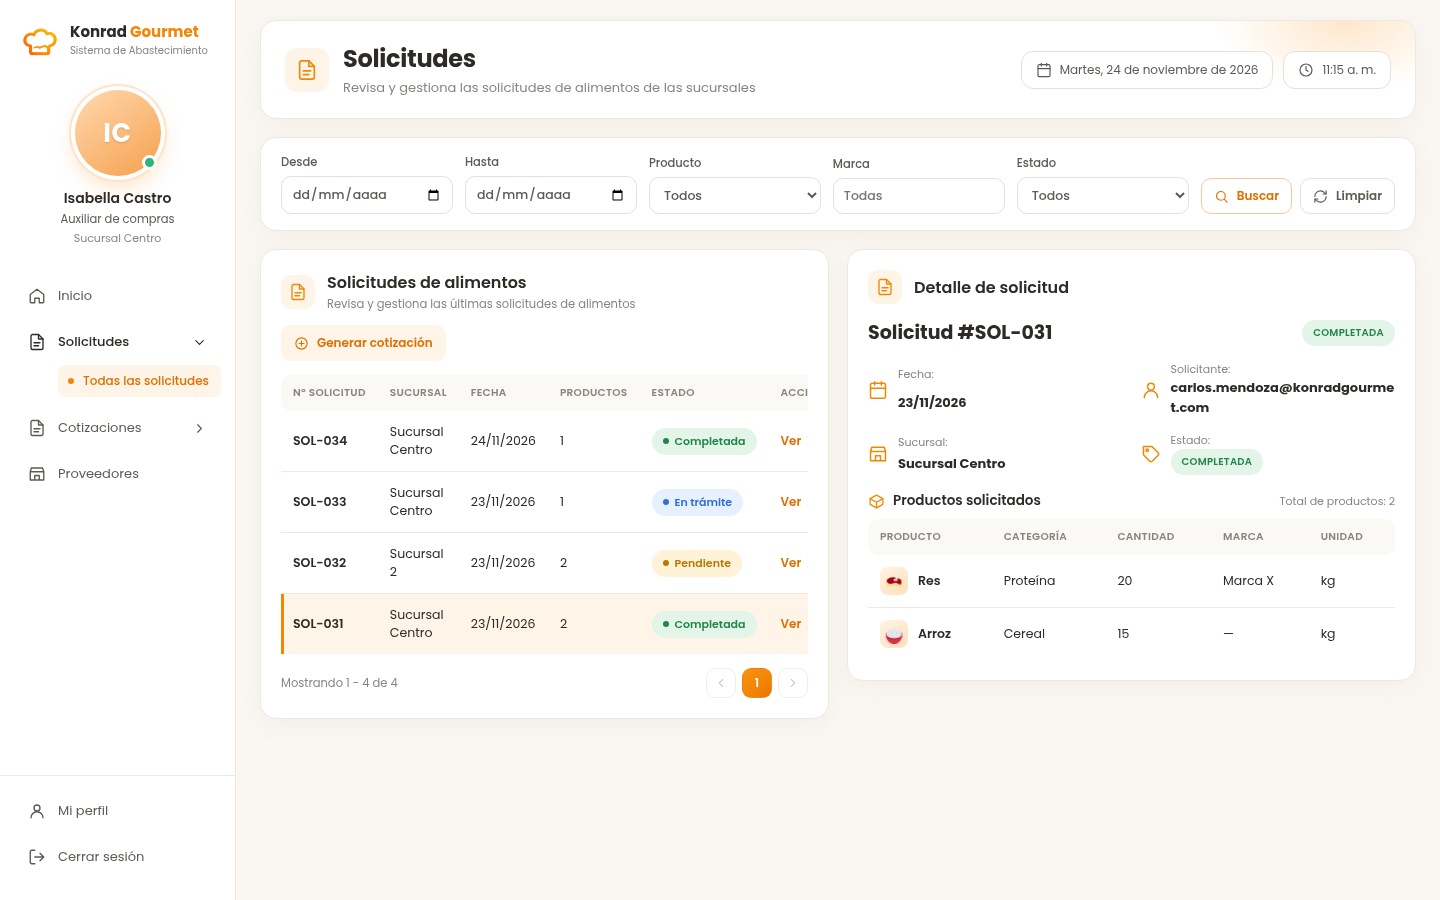 Konrad Gourmet
Sistema de Abastecimiento
IC
Isabella Castro
Auxiliar de compras
Sucursal Centro
Inicio
Solicitudes
Todas las solicitudes
Cotizaciones
Proveedores
Mi perfil
Cerrar sesión
Solicitudes
Revisa y gestiona las solicitudes de alimentos de las sucursales
Martes, 24 de noviembre de 2026
11:15 a. m.
Desde
Hasta
Producto
Marca
Estado
dd/mm/aaaa
dd/mm/aaaa
Todos
Todas
Todos
Buscar
Limpiar
Solicitudes de alimentos
Revisa y gestiona las últimas solicitudes de alimentos
Generar cotización
Nº SOLICITUD SUCURSAL FECHA PRODUCTOS ESTADO ACCI
SOL-034 Sucursal Centro 24/11/2026 1 Completada Ver
SOL-033 Sucursal Centro 23/11/2026 1 En trámite Ver
SOL-032 Sucursal 2 23/11/2026 2 Pendiente Ver
SOL-031 Sucursal Centro 23/11/2026 2 Completada Ver
Mostrando 1 - 4 de 4
1
Detalle de solicitud
Solicitud #SOL-031
COMPLETADA
Fecha:
23/11/2026
Solicitante:
carlos.mendoza@konradgourme
t.com
Sucursal:
Sucursal Centro
Estado:
COMPLETADA
Productos solicitados
Total de productos: 2
PRODUCTO CATEGORÍA CANTIDAD MARCA UNIDAD
Res Proteína 20 Marca X kg
Arroz Cereal 15 — kg